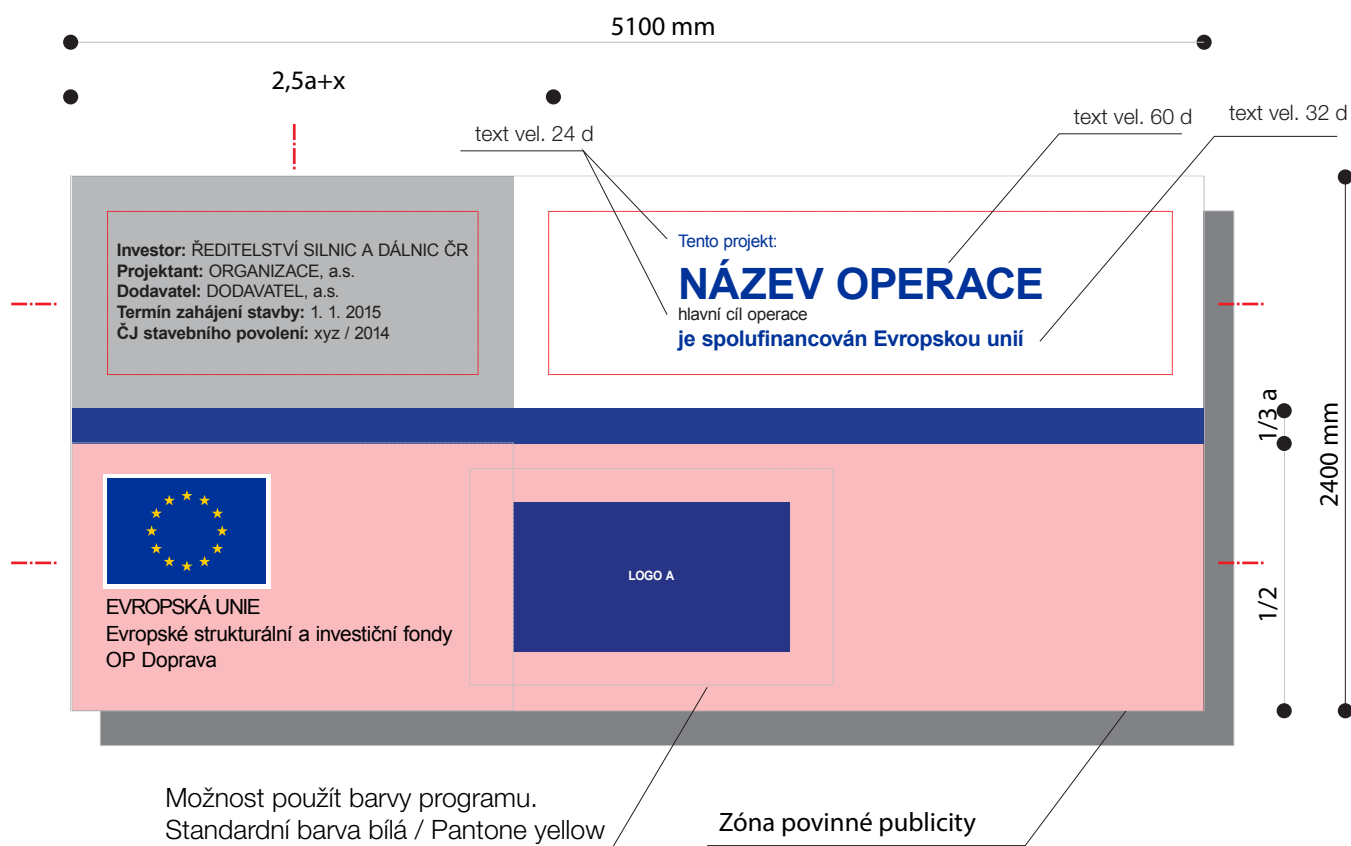 5100 mm
2,5a+x
text vel. 24 d
text vel. 60 d
text vel. 32 d
Investor: ŘEDITELSTVÍ SILNIC A DÁLNIC ČR
Projektant: ORGANIZACE, a.s.
Dodavatel: DODAVATEL, a.s.
Termín zahájení stavby: 1. 1. 2015
ČJ stavebního povolení: xyz / 2014
Tento projekt:
NÁZEV OPERACE
hlavní cíl operace
je spolufinancován Evropskou unií
1/3 a
2400 mm
1/2
LOGO A
EVROPSKÁ UNIE
Evropské strukturální a investiční fondy
OP Doprava
Možnost použít barvy programu.
Standardní barva bílá / Pantone yellow
Zóna povinné publicity